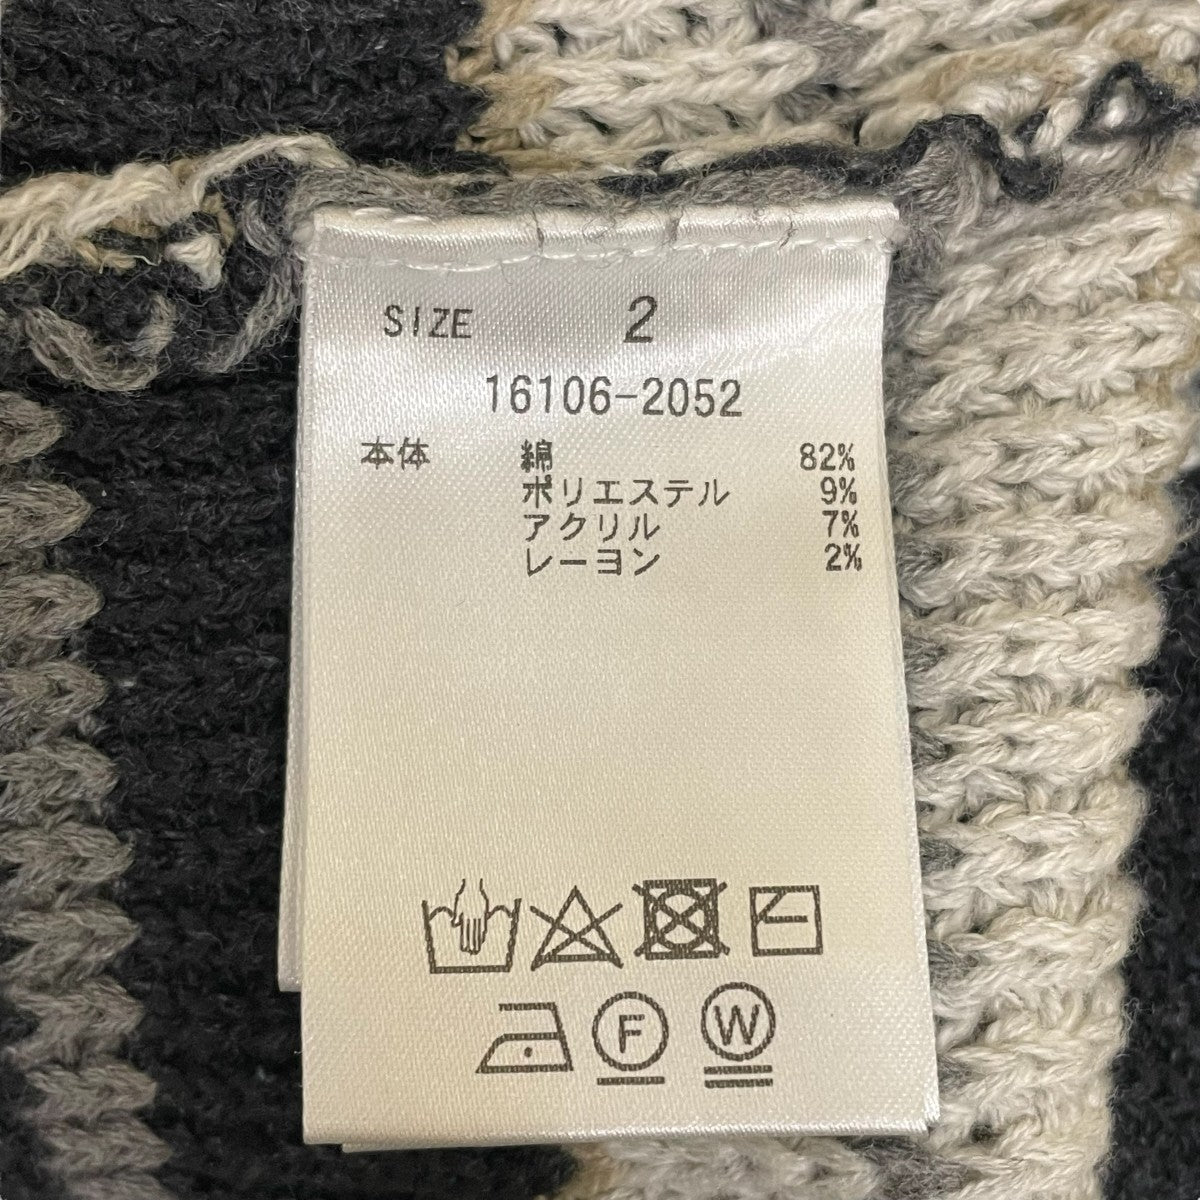 SIZE 2
16106-2052
本体 綿 82%
ポリエステル 9%
アクリル 7%
レーヨン 2%
F W